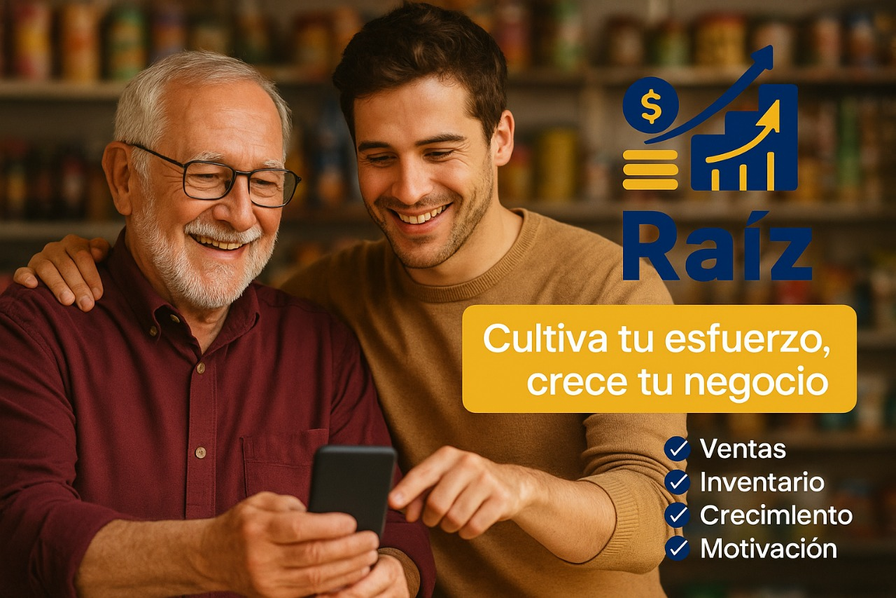 $
Raíz
Cultiva tu esfuerzo,
crece tu negocio
Ventas
Inventario
Crecimlento
Motivación